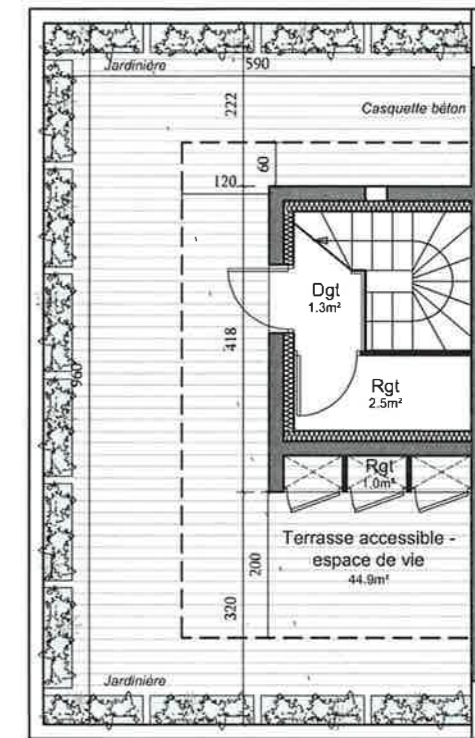 Jardinière
590
222
Casquette béton
60
120
Dgt
1.3m²
418
960
Rgt
2.5m²
Rgt
1.0m²
Terrasse accessible -
espace de vie
44.9m²
200
320
Jardinière